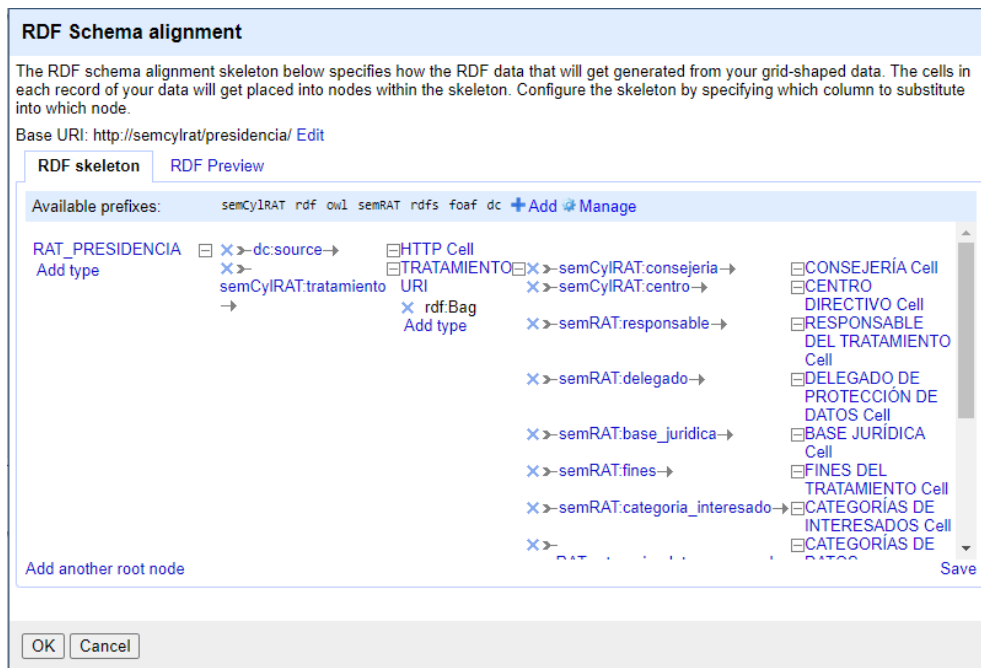 RDF Schema alignment
The RDF schema alignment skeleton below specifies how the RDF data that will get generated from your grid-shaped data. The cells in
each record of your data will get placed into nodes within the skeleton. Configure the skeleton by specifying which column to substitute
into which node.
Base URI: http://semcylrat/presidencia/ Edit
RDF skeleton RDF Preview
Available prefixes: semCylRAT rdf owl semRAT rdfs foaf dc Add Manage
RAT_PRESIDENCIA
Add type
dc:source
semCylRAT:tratamiento
HTTP Cell
TRATAMIENTO
URI
rdf:Bag
Add type
semCylRAT:consejeria
CONSEJERÍA Cell
semCylRAT:centro
CENTRO
DIRECTIVO Cell
semRAT:responsable
RESPONSABLE
DEL TRATAMIENTO
Cell
semRAT:delegado
DELEGADO DE
PROTECCIÓN DE
DATOS Cell
semRAT:base_juridica
BASE JURÍDICA
Cell
semRAT:fines
FINES DEL
TRATAMIENTO Cell
semRAT:categoria_interesado
CATEGORÍAS DE
INTERESADOS Cell
CATEGORÍAS DE
Add another root node
Save
OK Cancel